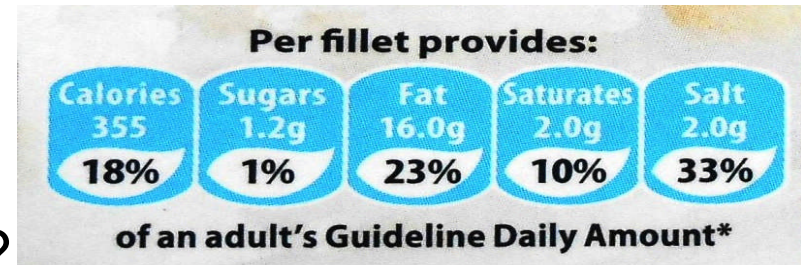 Per fillet provides:
Calories Sugars Fat Saturates Salt
355 1.2g 16.0g 2.0g 2.0g
18% 1% 23% 10% 33%
of an adult's Guideline Daily Amount*